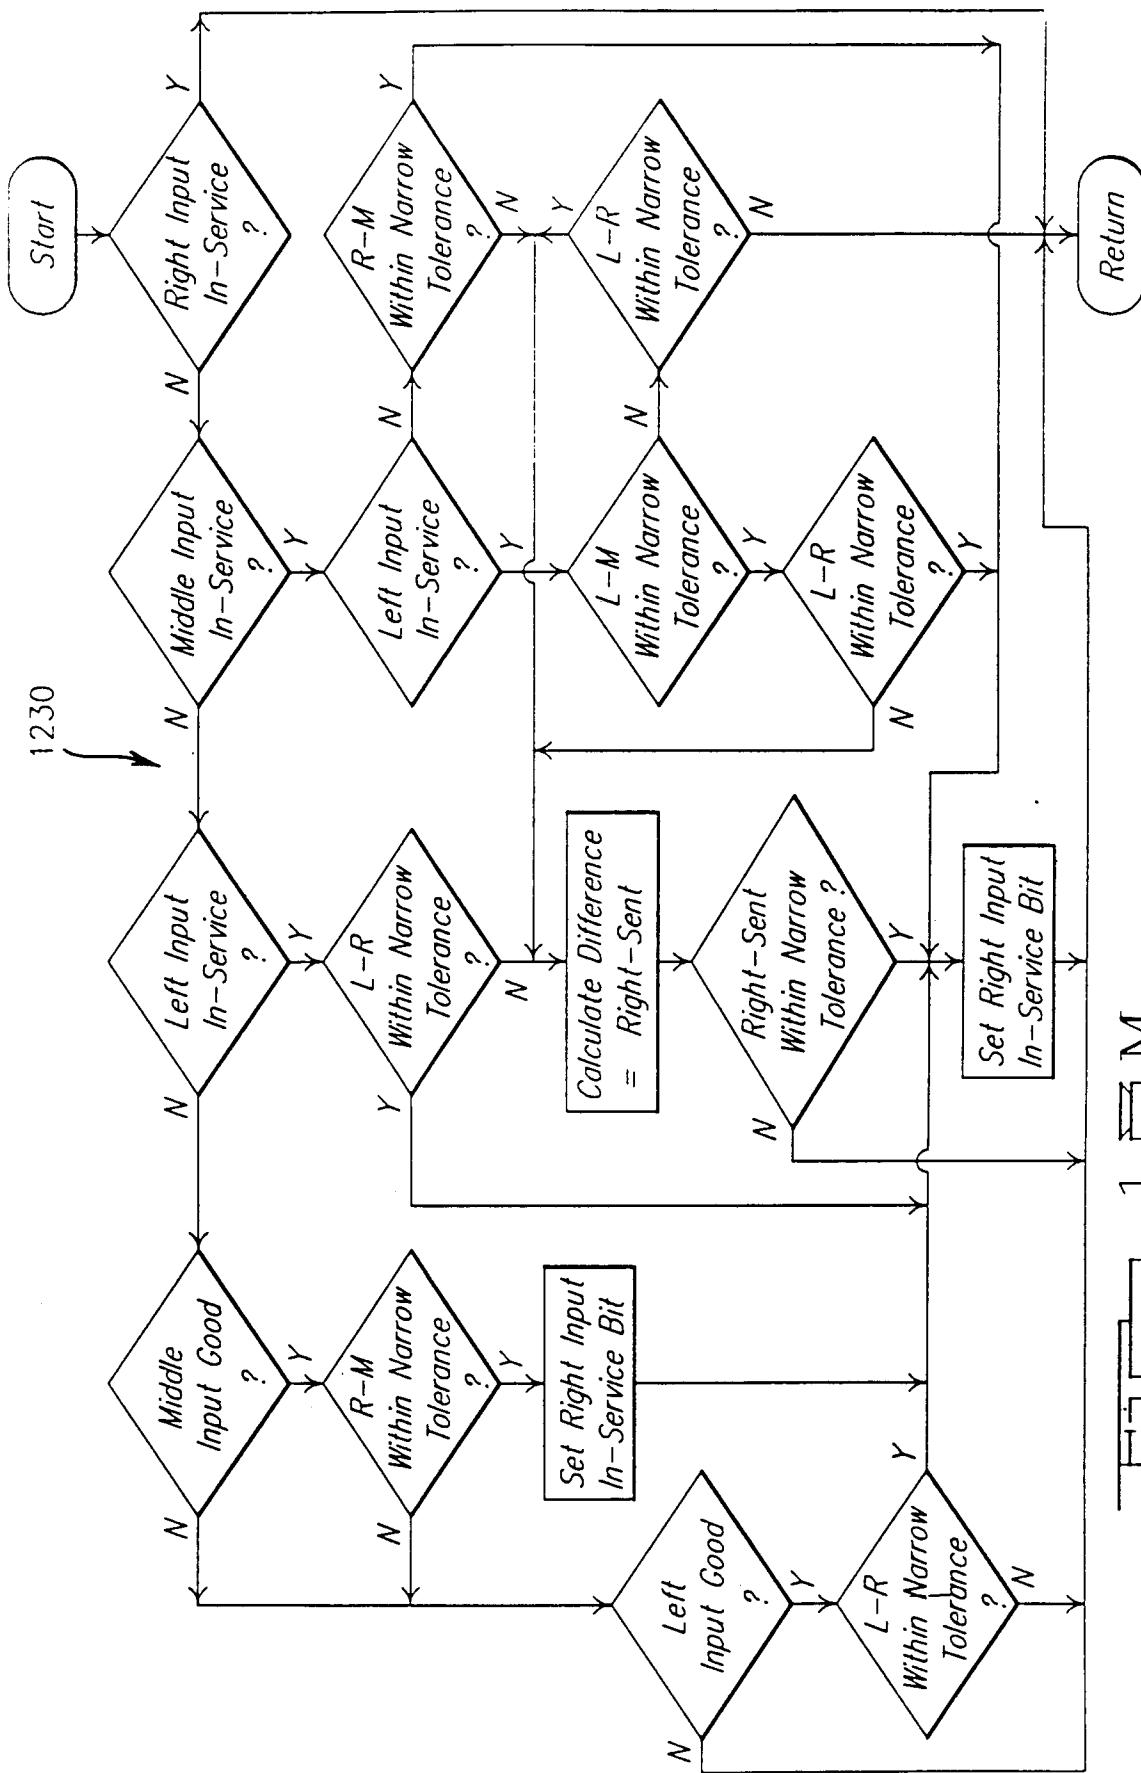 Start
Right Input
In-Service
?
Y
N
Middle Input
In-Service
?
Y
N
1230
Left Input
In-Service
?
Y
N
Middle
Input Good
?
Y
N
R-M
Within Narrow
Tolerance
?
Y
N
Left Input
In-Service
?
N
Y
L-R
Within Narrow
Tolerance
?
N
Y
R-M
Within Narrow
Tolerance
?
Y
N
L-R
Within Narrow
Tolerance
?
Y
N
L-M
Within Narrow
Tolerance
?
N
Y
Calculate Difference
= Right-Sent
Set Right Input
In-Service Bit
Left
Input Good
?
Y
N
Right-Sent
Within Narrow
Tolerance?
Y
N
L-R
Within Narrow
Tolerance
?
Y
N
L-R
Within Narrow
Tolerance
?
Y
N
Set Right Input
In-Service Bit
Return